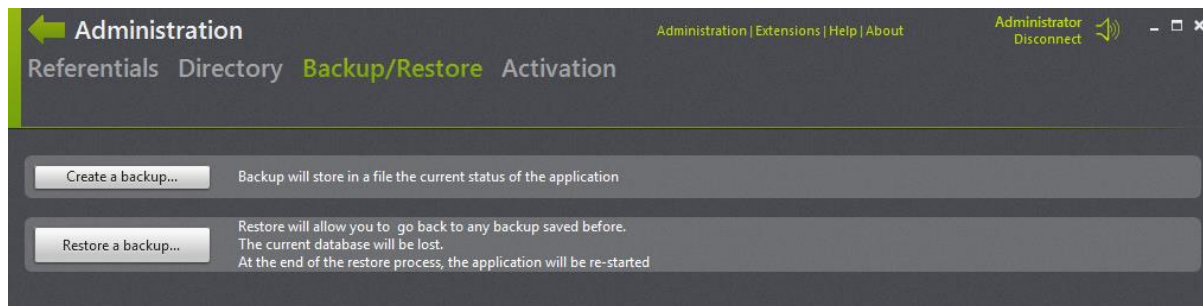 Administration
Administration | Extensions | Help | About
Administrator
Disconnect
Referentials Directory Backup/Restore Activation
Create a backup...
Backup will store in a file the current status of the application
Restore a backup...
Restore will allow you to  go back to any backup saved before.
The current database will be lost.
At the end of the restore process, the application will be re-started